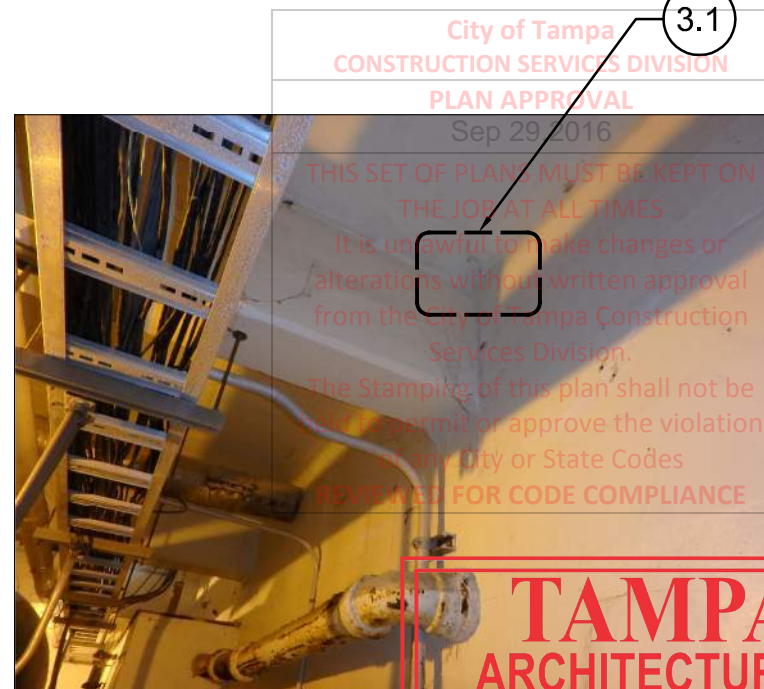 3.1
City of Tampa
CONSTRUCTION SERVICES DIVISION
PLAN APPROVAL
Sep 29 2016
THIS SET OF PLANS MUST BE KEPT ON
THE JOB AT ALL TIMES
It is unlawful to make changes or
alterations without written approval
from the City of Tampa Construction
Services Division.
The Stamping of this plan shall not be
held to permit or approve the violation
of any City or State Codes
REVIEWED FOR CODE COMPLIANCE
TAMPA
ARCHITECTUR